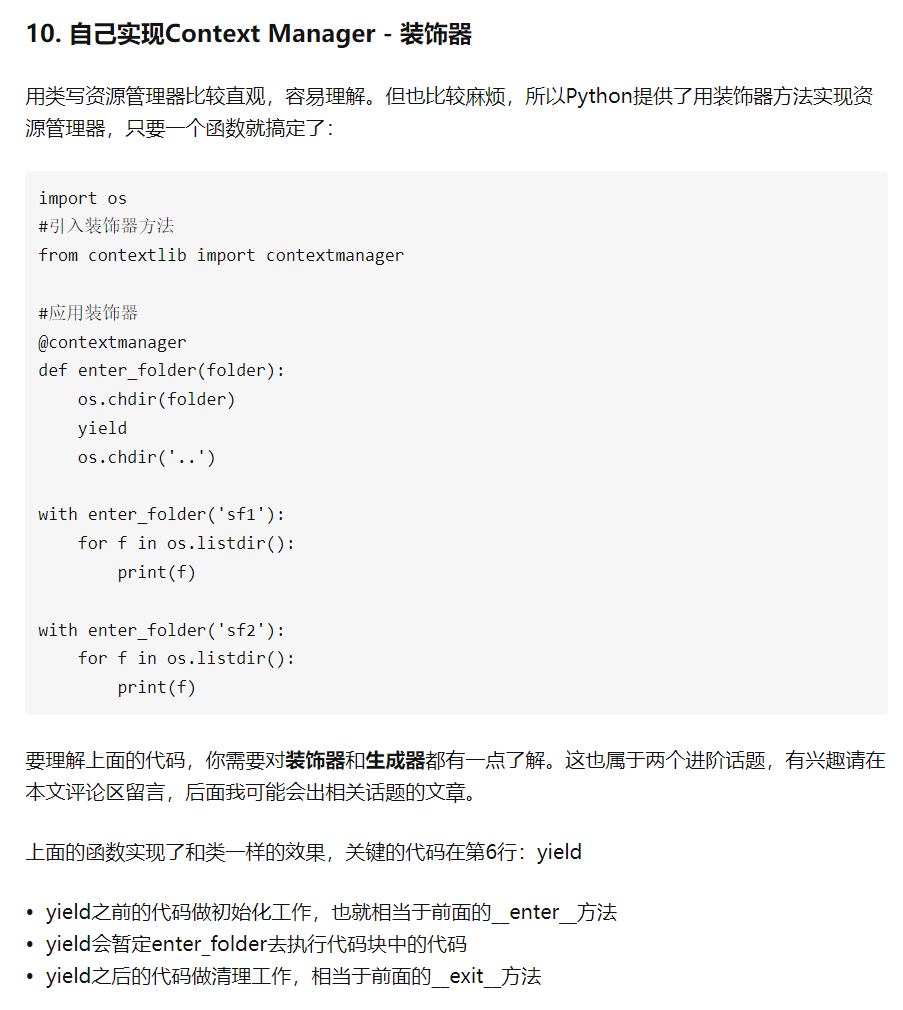 10. 自己实现Context Manager - 装饰器
用类写资源管理器比较直观，容易理解。但也比较麻烦，所以Python提供了用装饰器方法实现资
源管理器，只要一个函数就搞定了：
import os
#引入装饰器方法
from contextlib import contextmanager
#应用装饰器
@contextmanager
def enter_folder(folder):
    os.chdir(folder)
    yield
    os.chdir('..')
with enter_folder('sf1'):
    for f in os.listdir():
        print(f)
with enter_folder('sf2'):
    for f in os.listdir():
        print(f)
要理解上面的代码，你需要对装饰器和生成器都有一点了解。这也属于两个进阶话题，有兴趣请在
本文评论区留言，后面我可能会出相关话题的文章。
上面的函数实现了和类一样的效果，关键的代码在第6行：yield
• yield之前的代码做初始化工作，也就相当于前面的__enter__方法
• yield会暂定enter_folder去执行代码块中的代码
• yield之后的代码做清理工作，相当于前面的__exit__方法